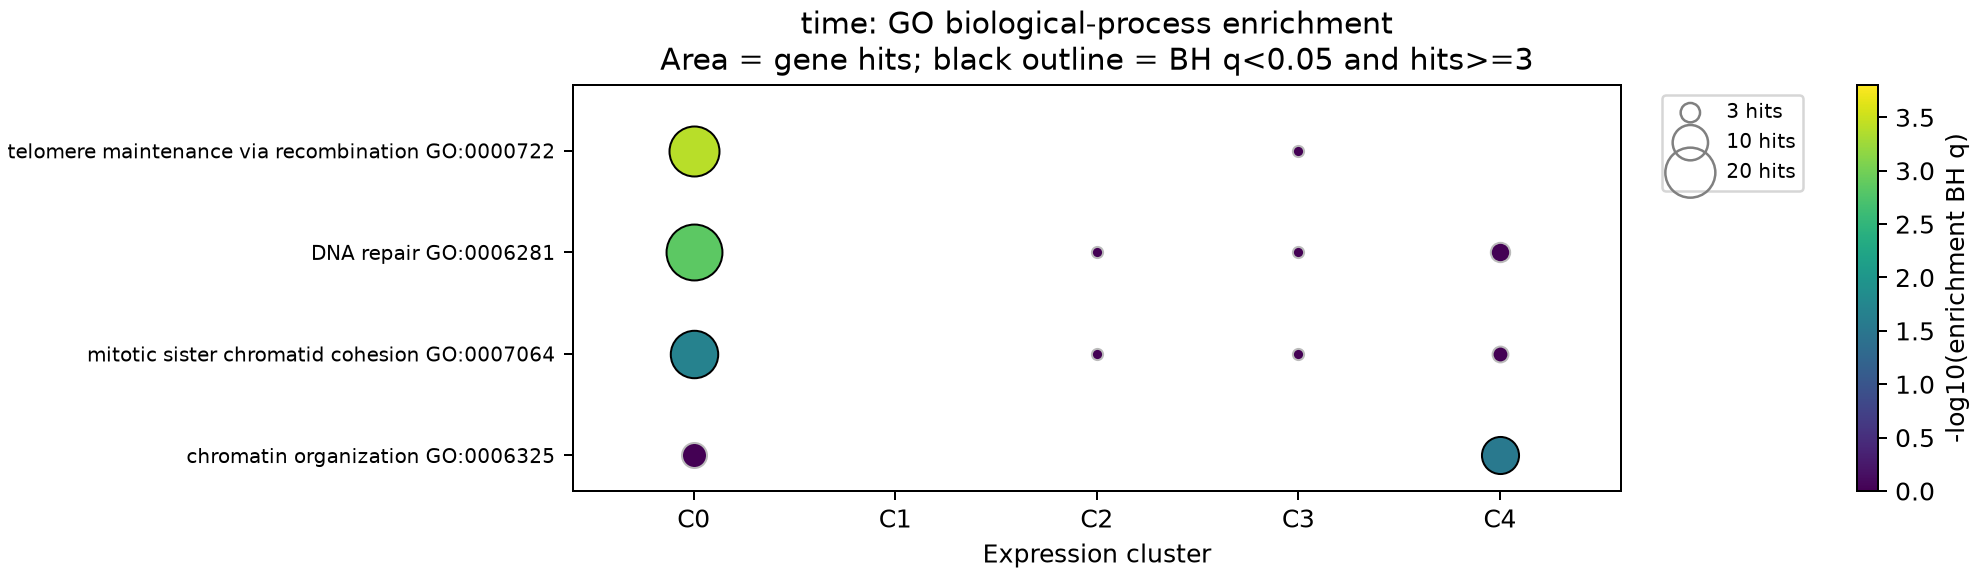 time: GO biological-process enrichment
Area = gene hits; black outline = BH q<0.05 and hits>=3
telomere maintenance via recombination GO:0000722
DNA repair GO:0006281
mitotic sister chromatid cohesion GO:0007064
chromatin organization GO:0006325
C0
C1
C2
C3
C4
Expression cluster
3 hits
10 hits
20 hits
3.5
3.0
2.5
2.0
1.5
1.0
0.5
0.0
-log10(enrichment BH q)